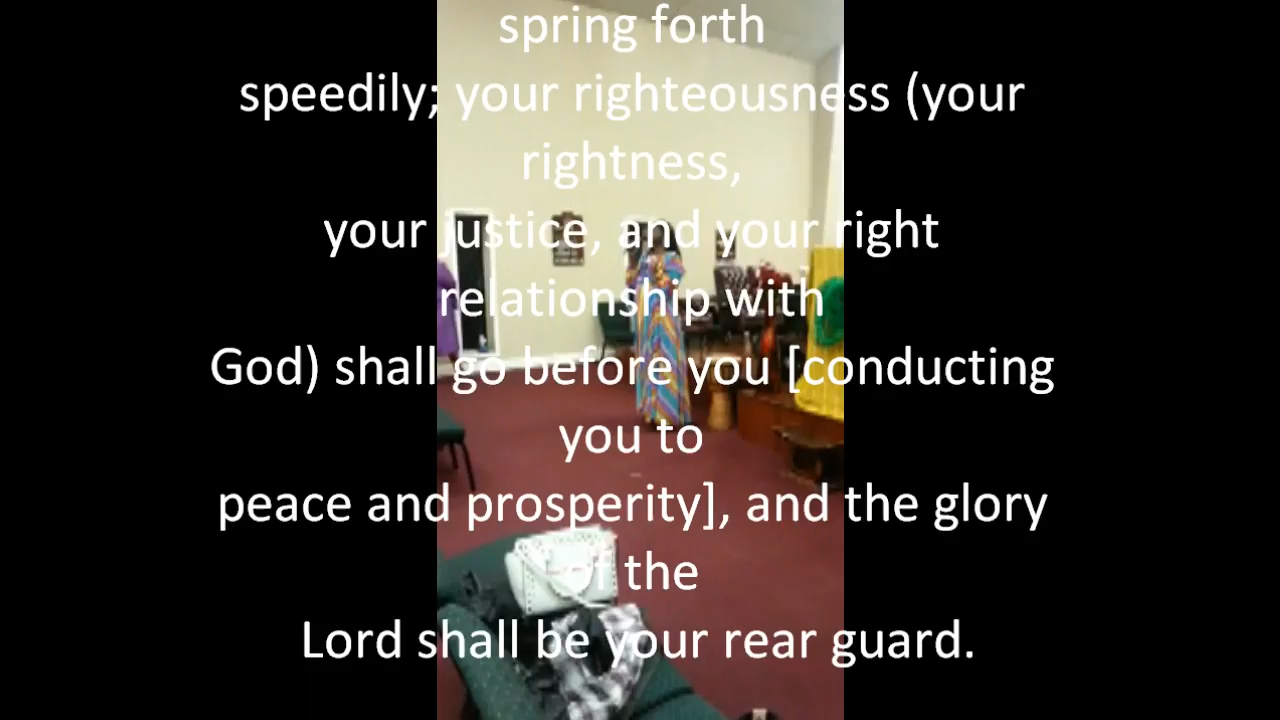 spring forth
speedily; your righteousness (your
rightness,
your justice, and your right
relationship with
God) shall go before you [conducting
you to
peace and prosperity], and the glory
of the
Lord shall be your rear guard.